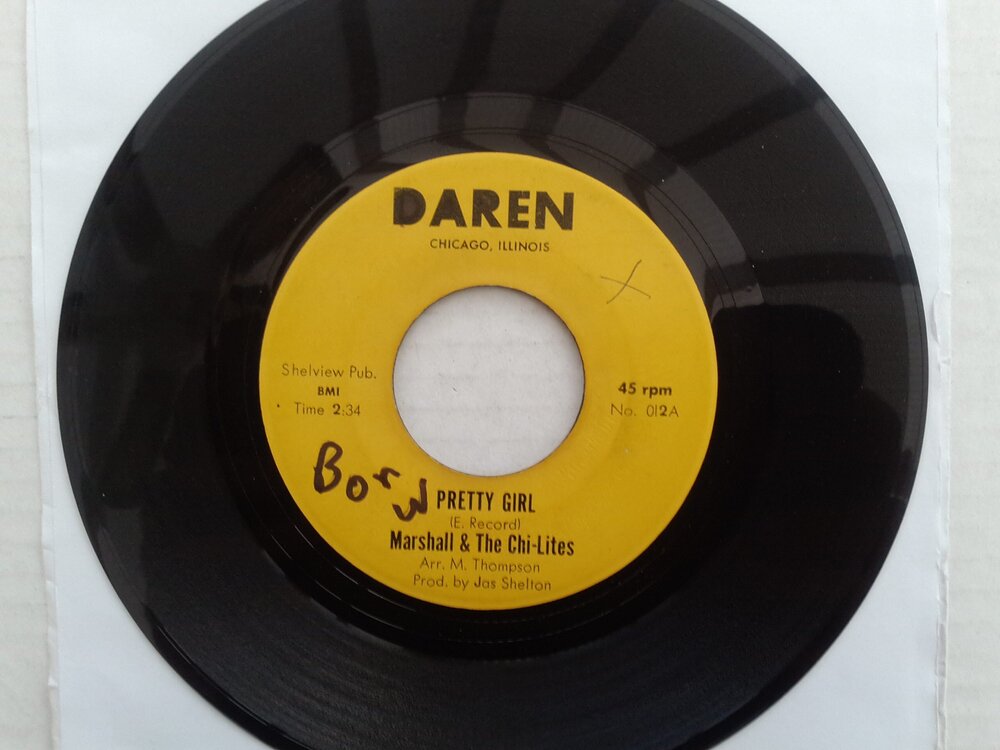 DAREN
CHICAGO, ILLINOIS
X
Shelview Pub.
BMI
Time 2:34
45 rpm
No. 012A
Bo
PRETTY GIRL
(E. Record)
Marshall & The Chi-Lites
Arr. M. Thompson
Prod. by Jas Shelton